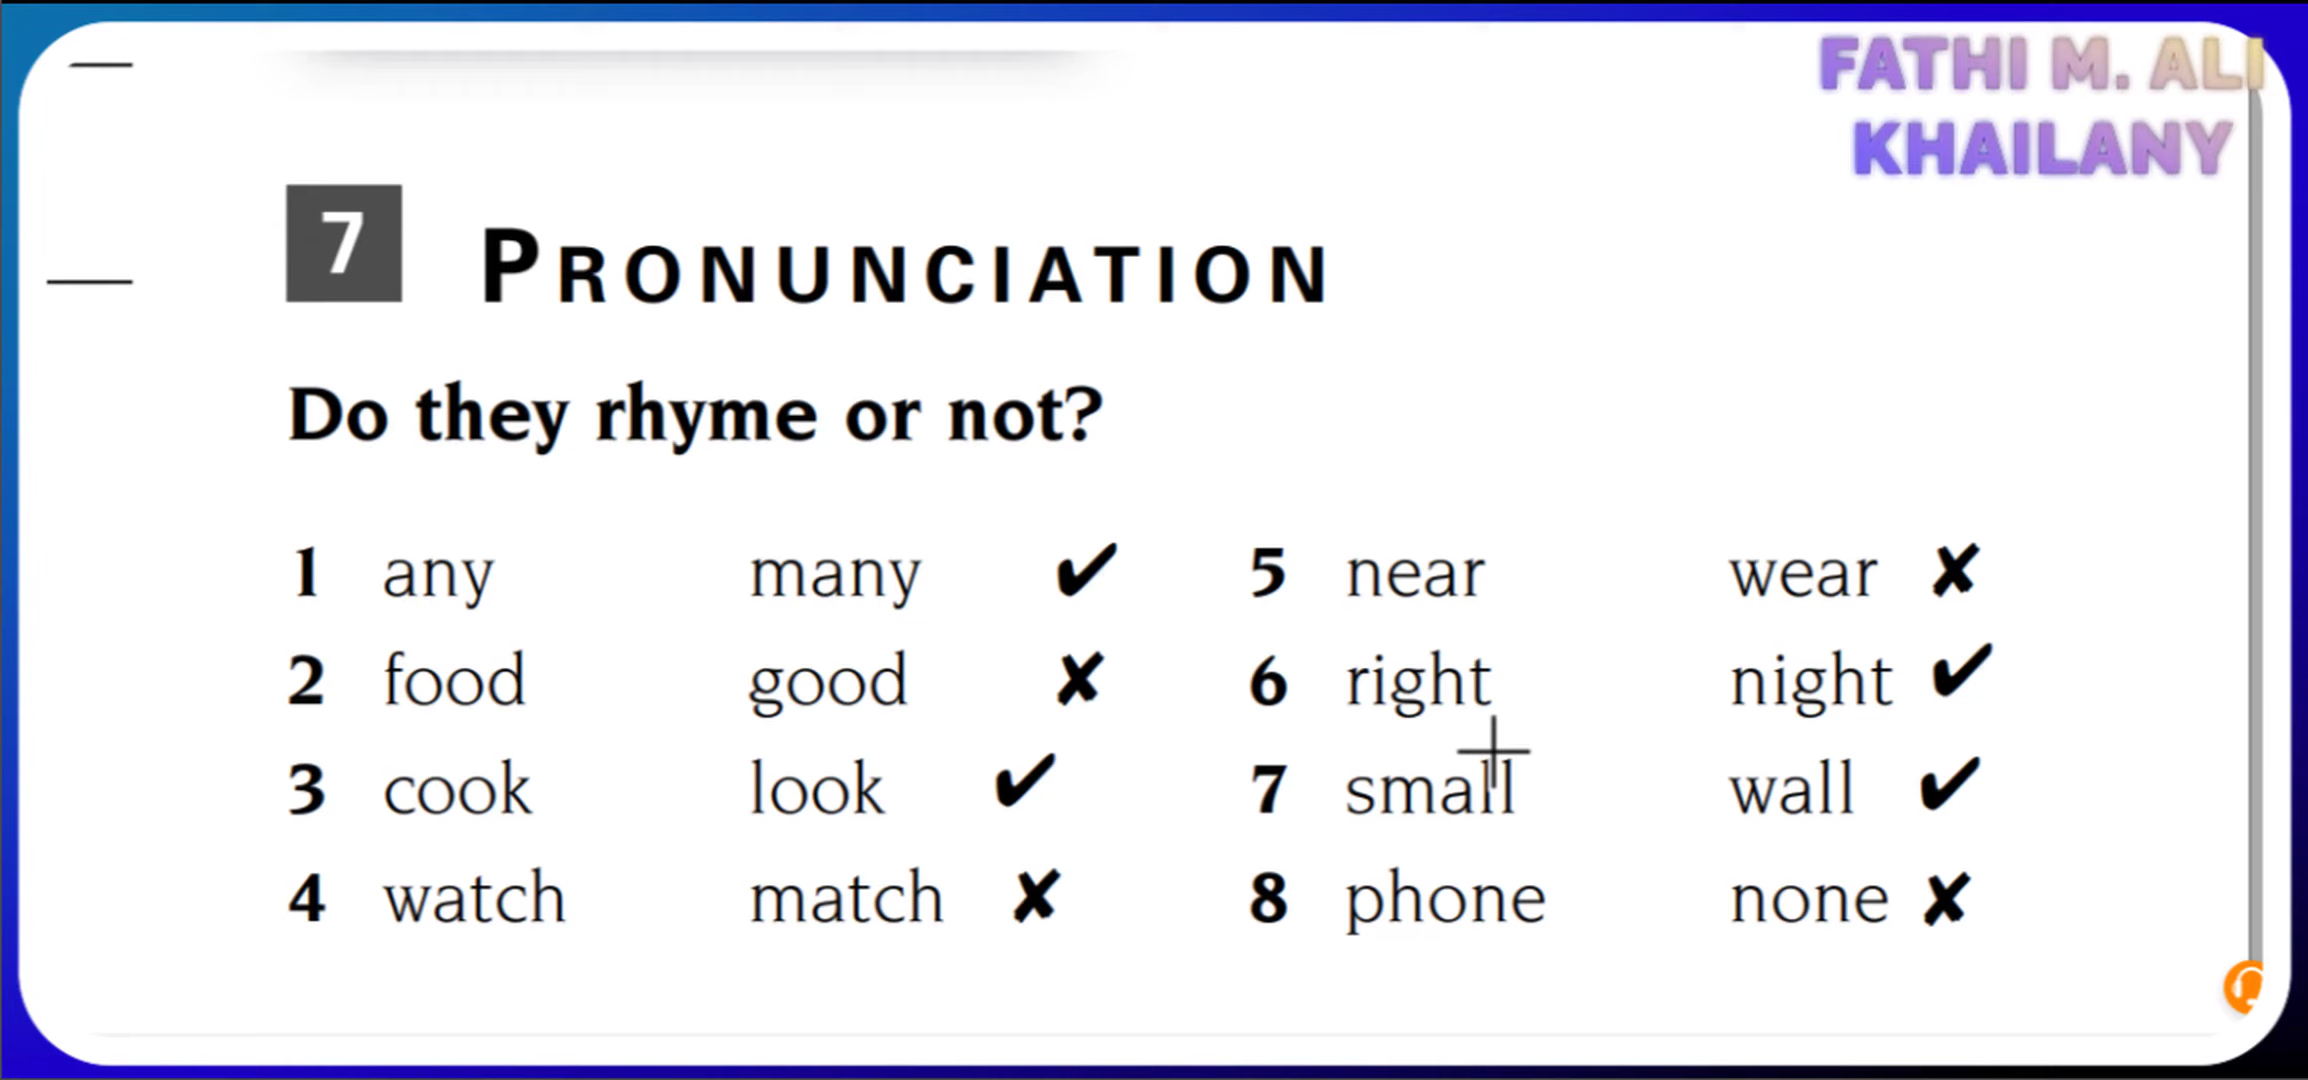 FATHI M. ALI
KHAILANY
7 PRONUNCIATION
Do they rhyme or not?
1 any many ✔ 5 near wear ✘
2 food good ✘ 6 right night ✔
3 cook look ✔ 7 small wall ✔
4 watch match ✘ 8 phone none ✘